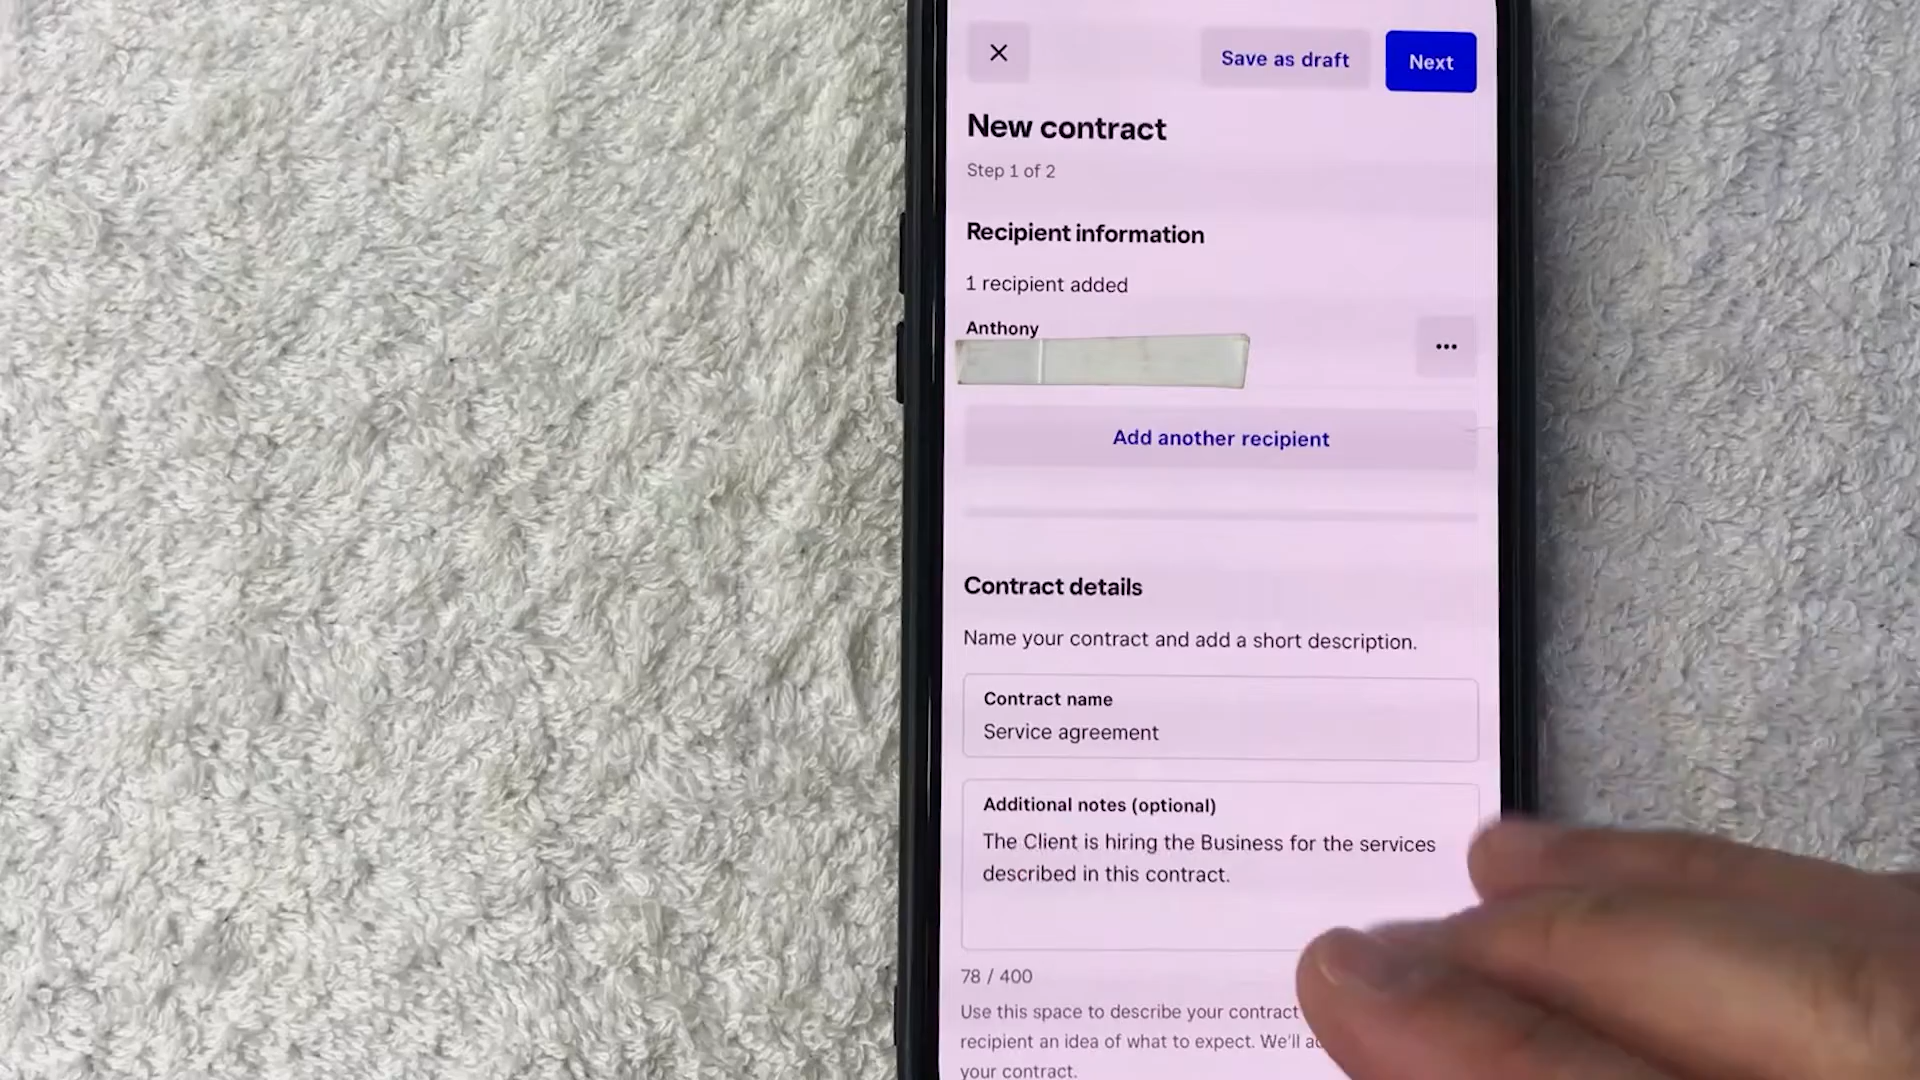 Save as draft
Next
New contract
Step 1 of 2
Recipient information
1 recipient added
Anthony
Add another recipient
Contract details
Name your contract and add a short description.
Contract name
Service agreement
Additional notes (optional)
The Client is hiring the Business for the services
described in this contract.
78 / 400
Use this space to describe your contract
recipient an idea of what to expect. We'll
your contract.